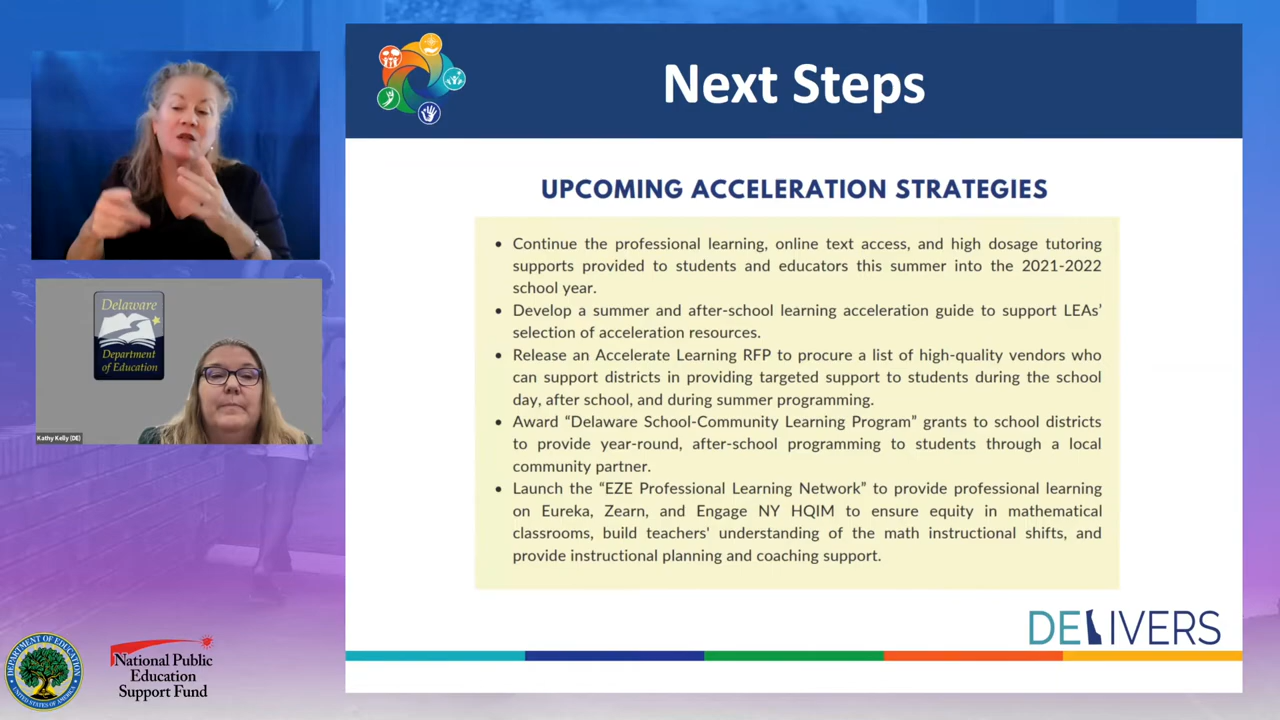 Next Steps
UPCOMING ACCELERATION STRATEGIES
• Continue the professional learning, online text access, and high dosage tutoring
supports provided to students and educators this summer into the 2021-2022
school year.
• Develop a summer and after-school learning acceleration guide to support LEAs'
selection of acceleration resources.
• Release an Accelerate Learning RFP to procure a list of high-quality vendors who
can support districts in providing targeted support to students during the school
day, after school, and during summer programming.
• Award “Delaware School-Community Learning Program” grants to school districts
to provide year-round, after-school programming to students through a local
community partner.
• Launch the “EZE Professional Learning Network” to provide professional learning
on Eureka, Zearn, and Engage NY HQIM to ensure equity in mathematical
classrooms, build teachers' understanding of the math instructional shifts, and
provide instructional planning and coaching support.
DELIVERS
Delaware
Department
of Education
Kathy Kelly (DE)
DEPARTMENT OF EDUCATION
UNITED STATES OF AMERICA
National Public
Education
Support Fund